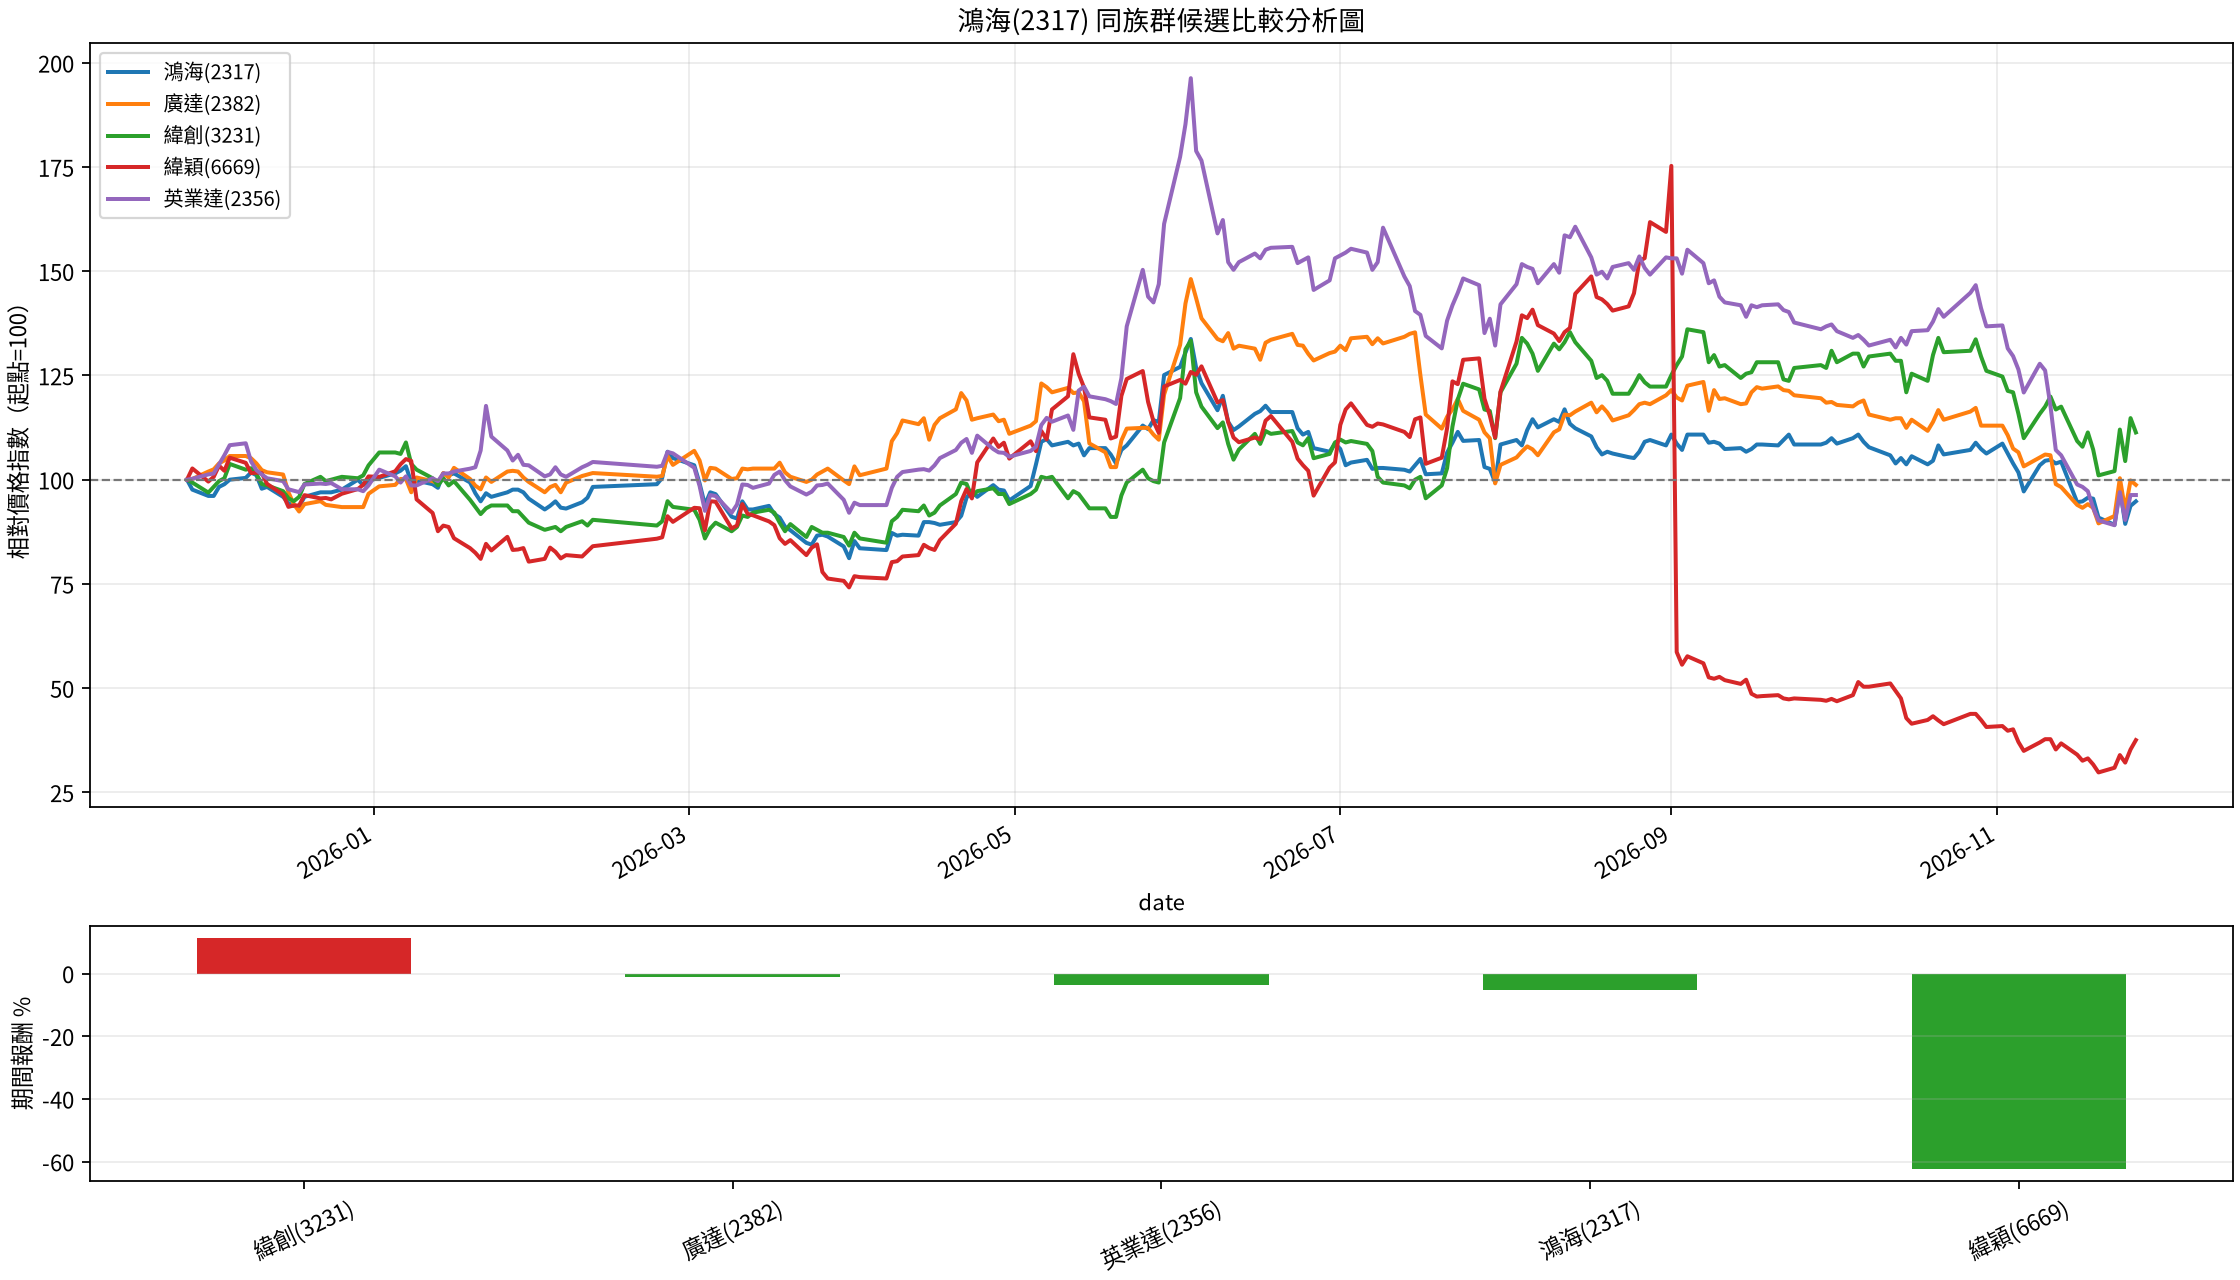 鴻海(2317) 同族群候選比較分析圖
鴻海(2317)
廣達(2382)
緯創(3231)
緯穎(6669)
英業達(2356)
相對價格指數（起點=100）
200
175
150
125
100
75
50
25
2026-01
2026-03
2026-05
2026-07
2026-09
2026-11
date
期間報酬 %
0
-20
-40
-60
緯創(3231)
廣達(2382)
英業達(2356)
鴻海(2317)
緯穎(6669)